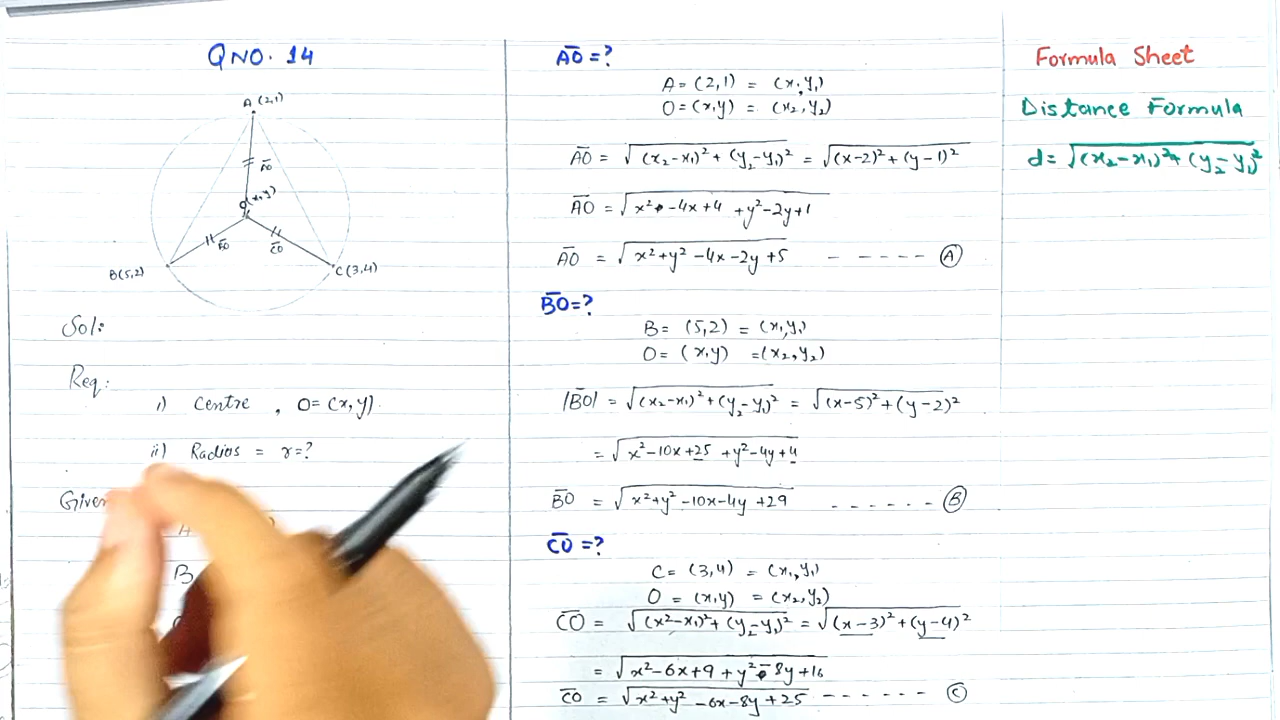 Q NO. 14
A (2,1)
AO
O(x,y)
BO
CO
B(5,2)
C(3,4)
Sol:
Req:
i) Centre , O=(x,y)
ii) Radius = r=?
Given
A
B
AO=?
A=(2,1) = (x,y₁)
O=(x,y) = (x₂,y₂)
AO = √(x₂-x₁)²+(y₂-y₁)² = √(x-2)²+(y-1)²
AO = √x²-4x+4 +y²-2y+1
AO = √x²+y²-4x-2y+5 - - - - - - A
BO=?
B= (5,2) = (x₁,y₁)
O= (x,y) =(x₂,y₂)
|BO| = √(x₂-x₁)²+(y₂-y₁)² = √(x-5)²+(y-2)²
= √x²-10x+25 +y²-4y+4
BO = √x²+y²-10x-4y+29 - - - - - - B
CO=?
C= (3,4) = (x₁,y₁)
O = (x,y) = (x₂,y₂)
CO = √(x²-x₁)²+(y₂-y₁)² = √(x-3)²+(y-4)²
= √x²-6x+9+y²-8y+16
CO = √x²+y²-6x-8y+25 - - - - - - C
Formula Sheet
Distance Formula
d=√(x₂-x₁)²+(y₂-y₁)²